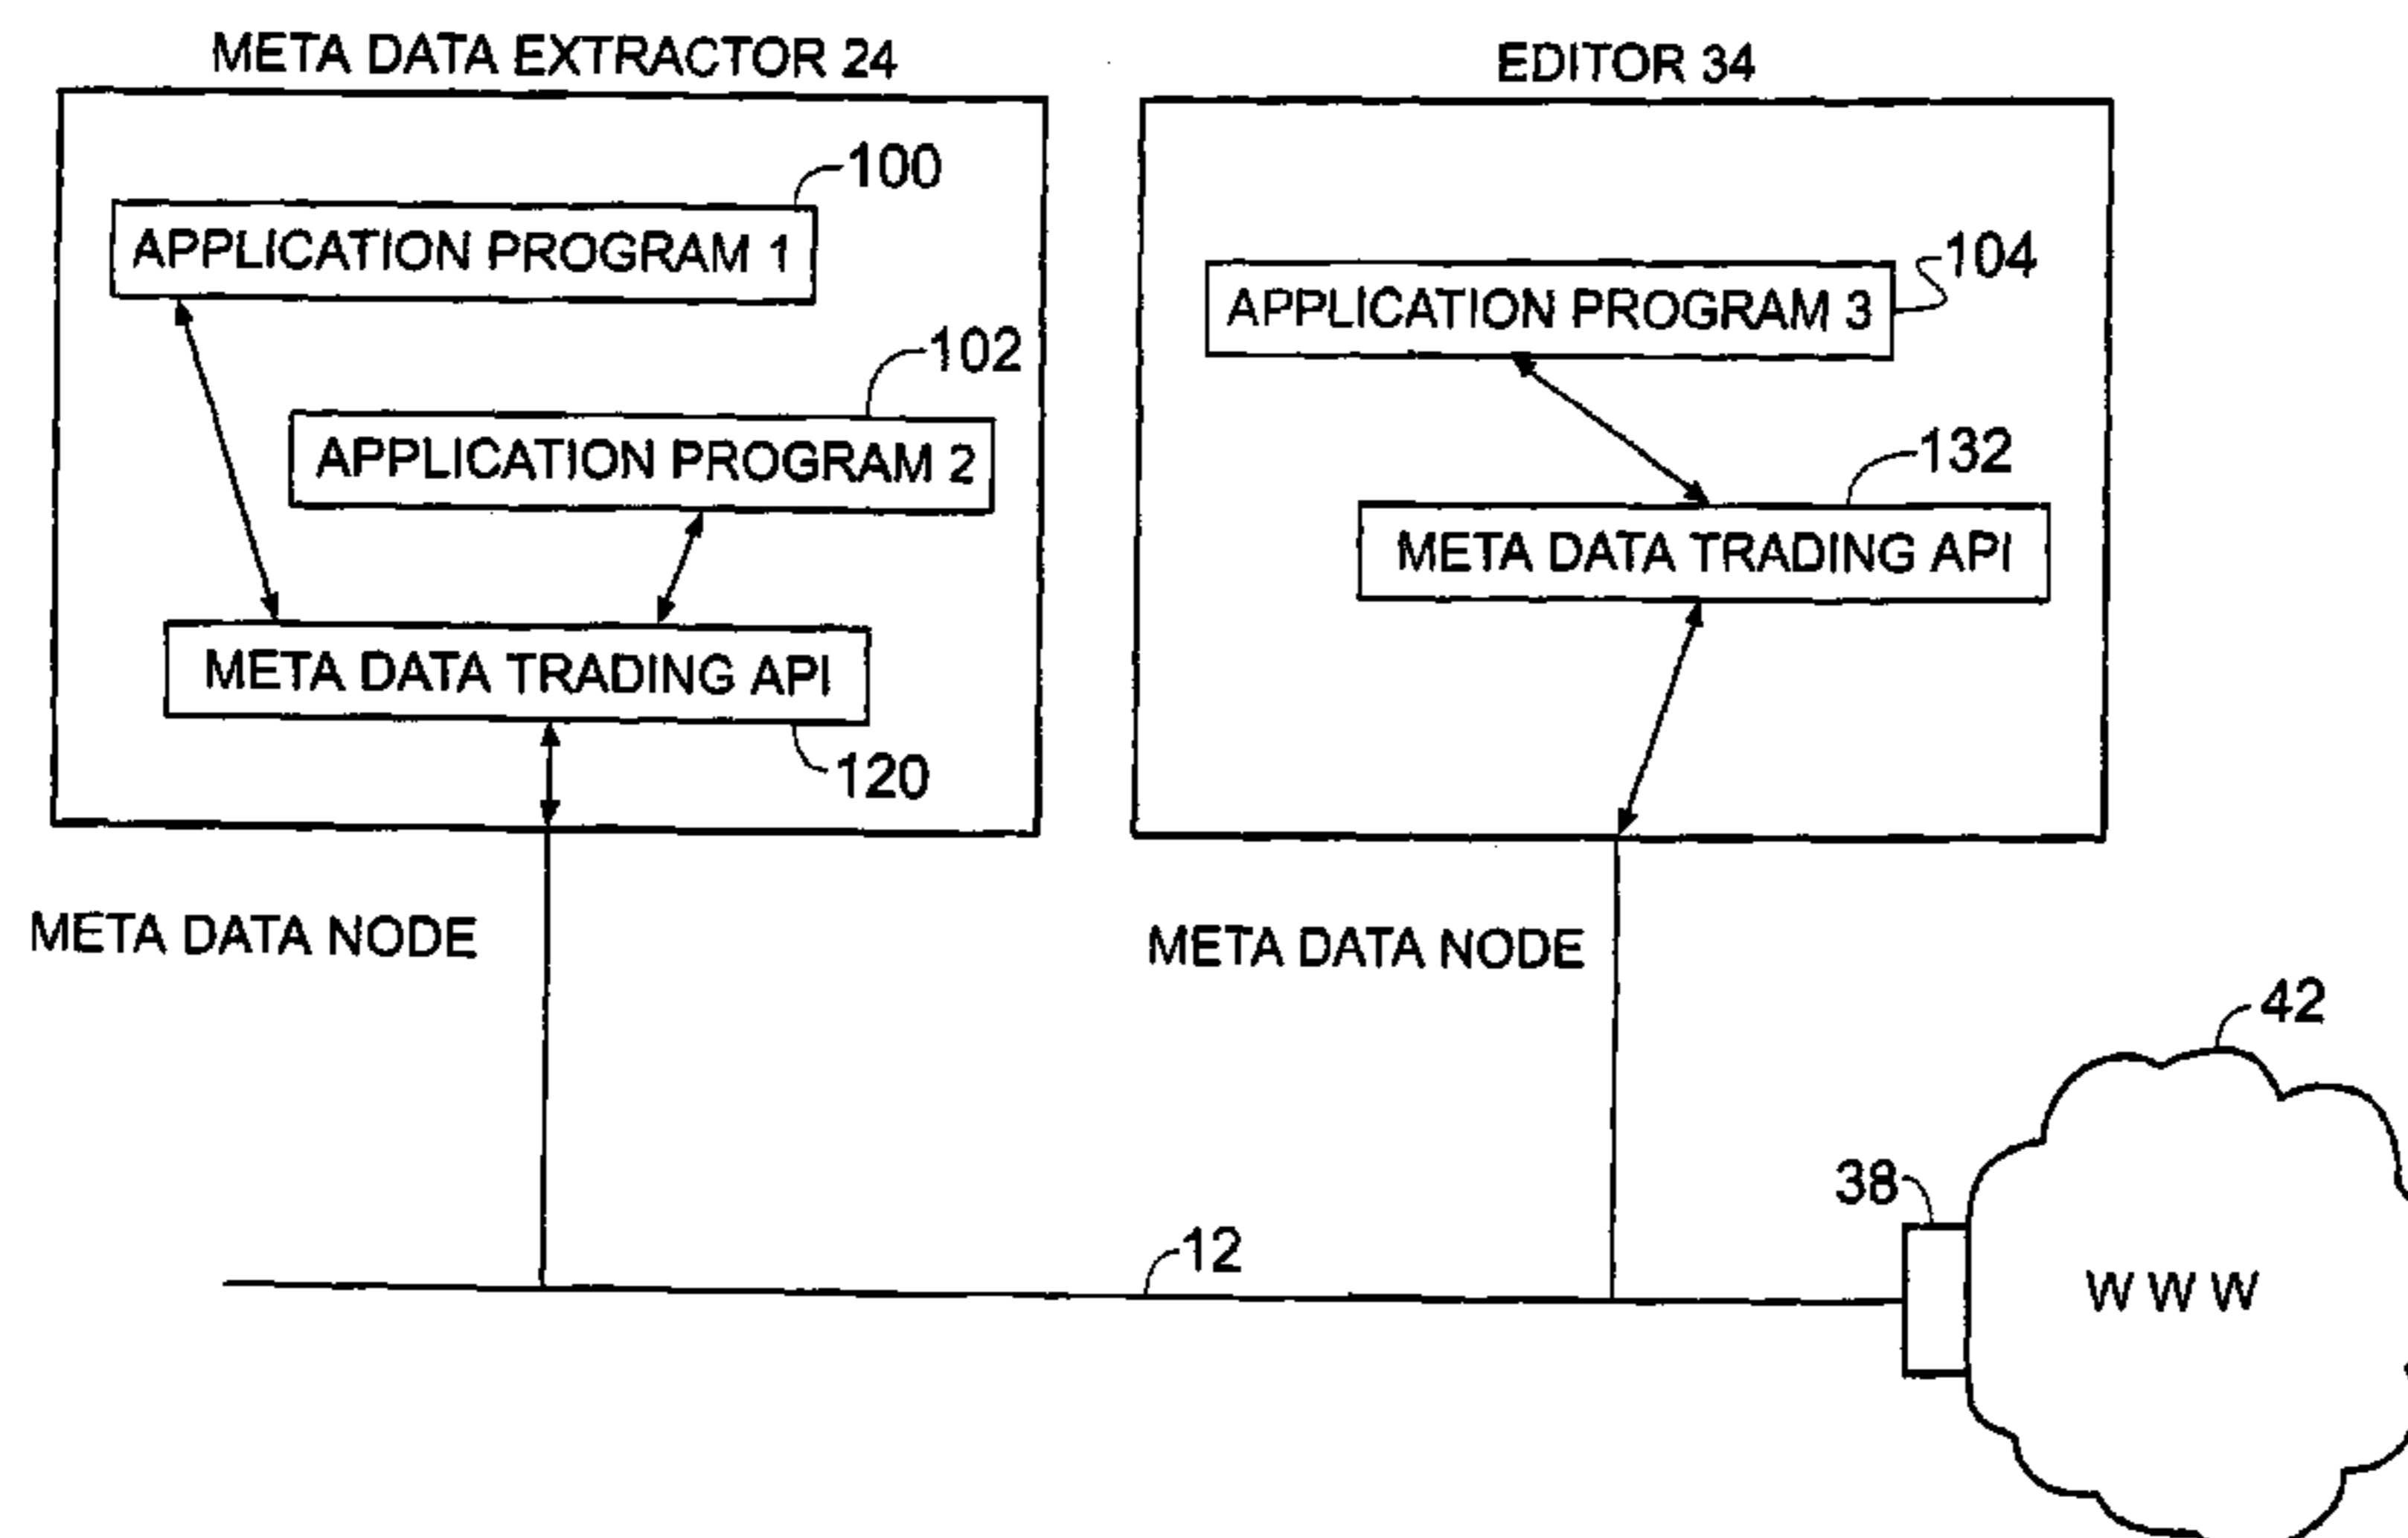 META DATA EXTRACTOR 24
100
APPLICATION PROGRAM 1
102
APPLICATION PROGRAM 2
META DATA TRADING API
120
META DATA NODE
EDITOR 34
104
APPLICATION PROGRAM 3
132
META DATA TRADING API
META DATA NODE
42
38
12
W W W